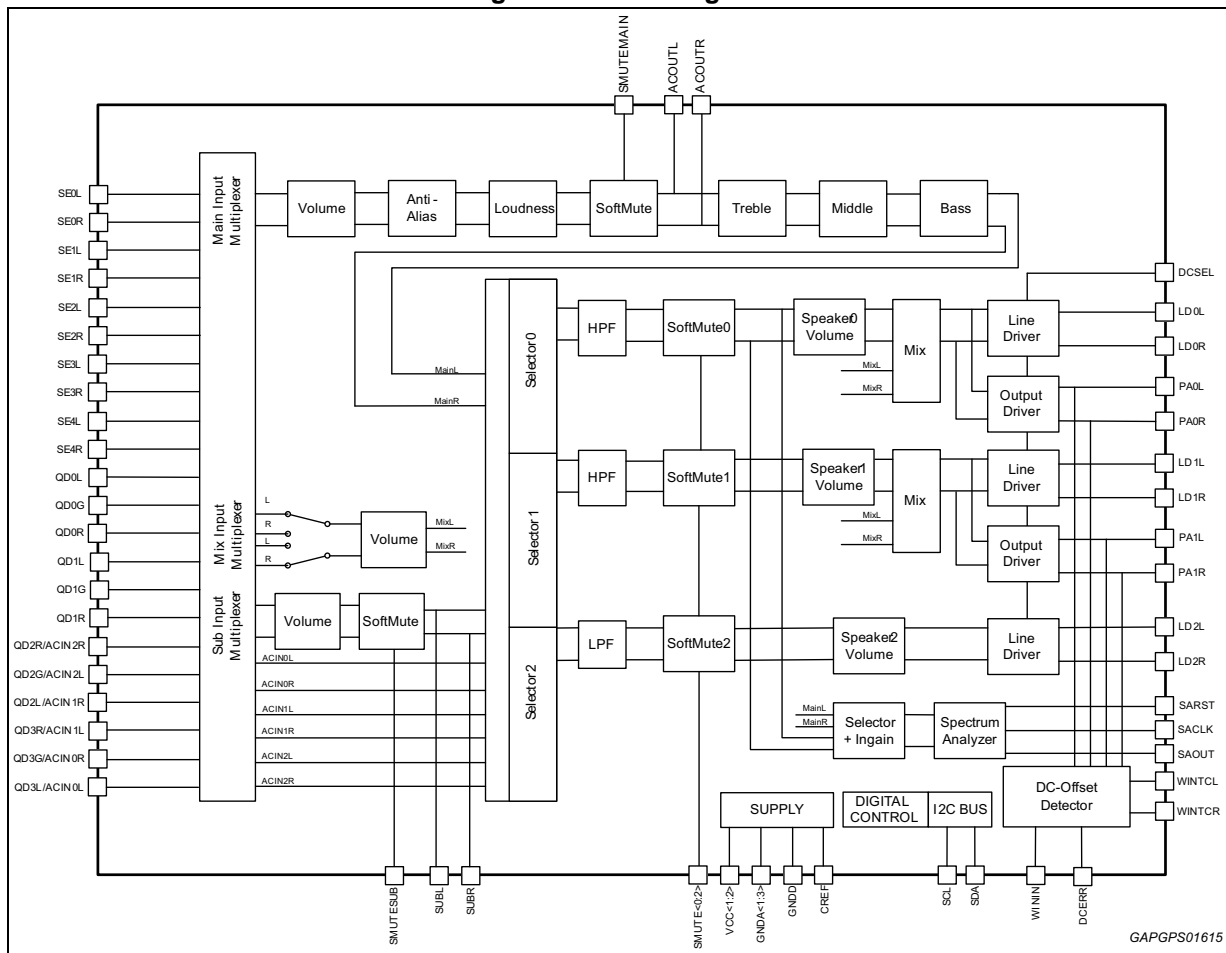 SMUTEMAIN
ACOUTL
ACOUTR
SE0L
SE0R
SE1L
SE1R
SE2L
SE2R
SE3L
SE3R
SE4L
SE4R
QD0L
QD0G
QD0R
QD1L
QD1G
QD1R
QD2R/ACIN2R
QD2G/ACIN2L
QD2L/ACIN1R
QD3R/ACIN1L
QD3G/ACIN0R
QD3L/ACIN0L
Main Input
Multiplexer
Mix Input
Multiplexer
Sub Input
Multiplexer
Volume
Anti-
Alias
Loudness
SoftMute
Treble
Middle
Bass
MainL
MainR
L
R
L
R
Volume
MixL
MixR
Volume
SoftMute
ACIN0L
ACIN0R
ACIN1L
ACIN1R
ACIN2L
ACIN2R
Selector 0
Selector 1
Selector 2
HPF
SoftMute0
Speaker0
Volume
MixL
MixR
Mix
Line
Driver
Output
Driver
HPF
SoftMute1
Speaker1
Volume
MixL
MixR
Mix
Line
Driver
Output
Driver
LPF
SoftMute2
Speaker2
Volume
Line
Driver
MainL
MainR
Selector
+ Ingain
Spectrum
Analyzer
SUPPLY
DIGITAL
CONTROL
I2C BUS
DC-Offset
Detector
DCSEL
LD0L
LD0R
PA0L
PA0R
LD1L
LD1R
PA1L
PA1R
LD2L
LD2R
SARST
SACLK
SAOUT
WINTCL
WINTCR
SMUTESUB
SUBL
SUBR
SMUTE<0:2>
VCC<1:2>
GNDA<1:3>
GNDD
CREF
SCL
SDA
WININ
DCERR
GAPGPS01615